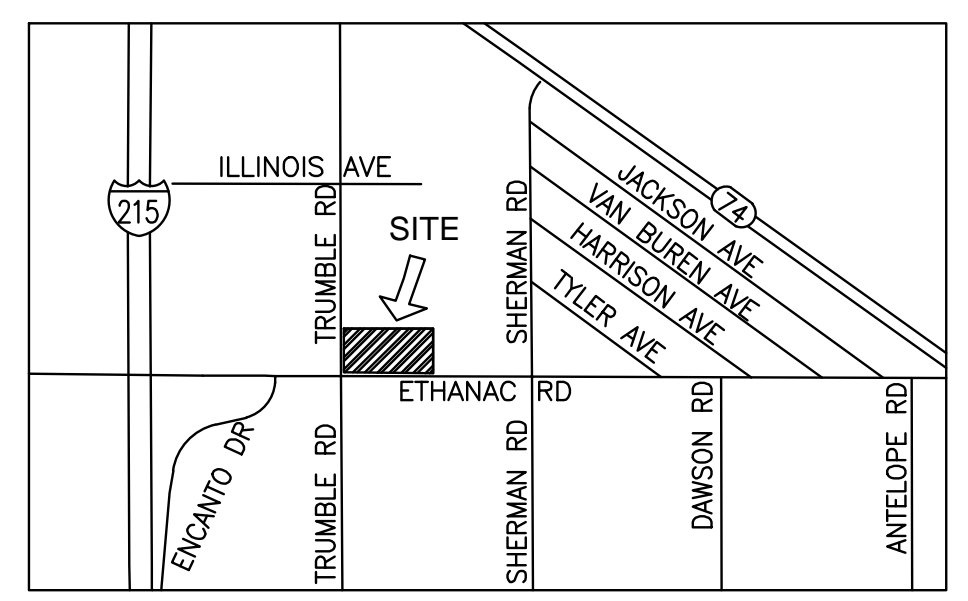 ILLINOIS AVE
215
TRUMBLE RD
SITE
SHERMAN RD
JACKSON AVE
74
VAN BUREN AVE
HARRISON AVE
TYLER AVE
ETHANAC RD
ENCANTO DR
TRUMBLE RD
SHERMAN RD
DAWSON RD
ANTELOPE RD